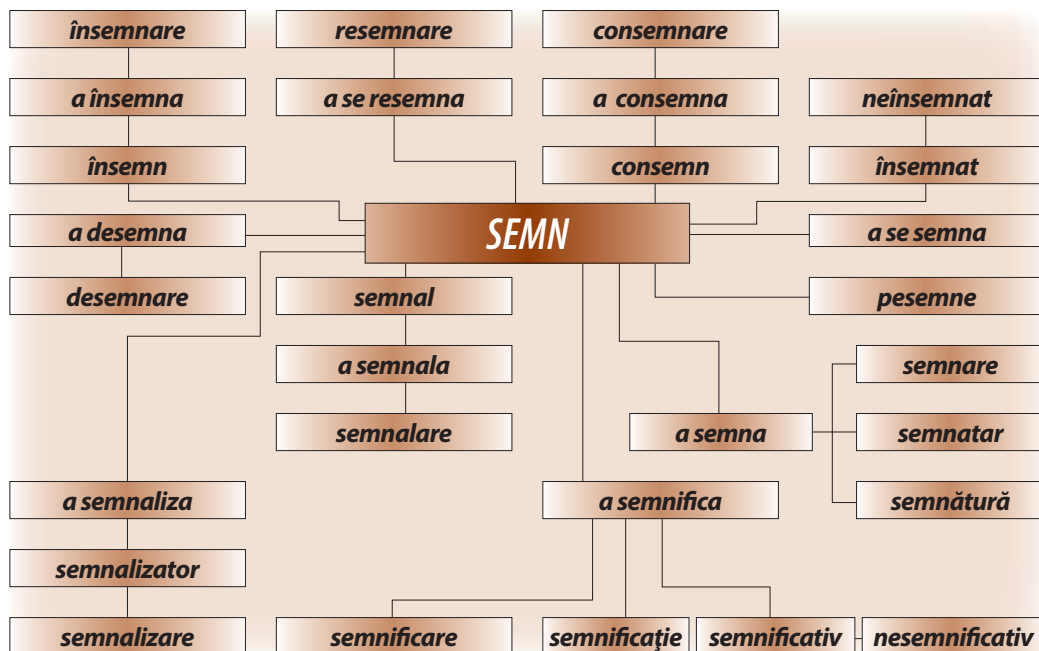 însemnare
resemnare
consemnare
a însemna
a se resemna
a consemna
neînsemnat
însemn
consemn
însemnat
SEMN
a desemna
a se semna
desemnare
semnal
pesemne
a semnala
semnare
semnalare
a semna
semnatar
a semnaliza
a semnifica
semnătură
semnalizator
semnalizare
semnificare
semnificaţie
semnificativ
nesemnificativ